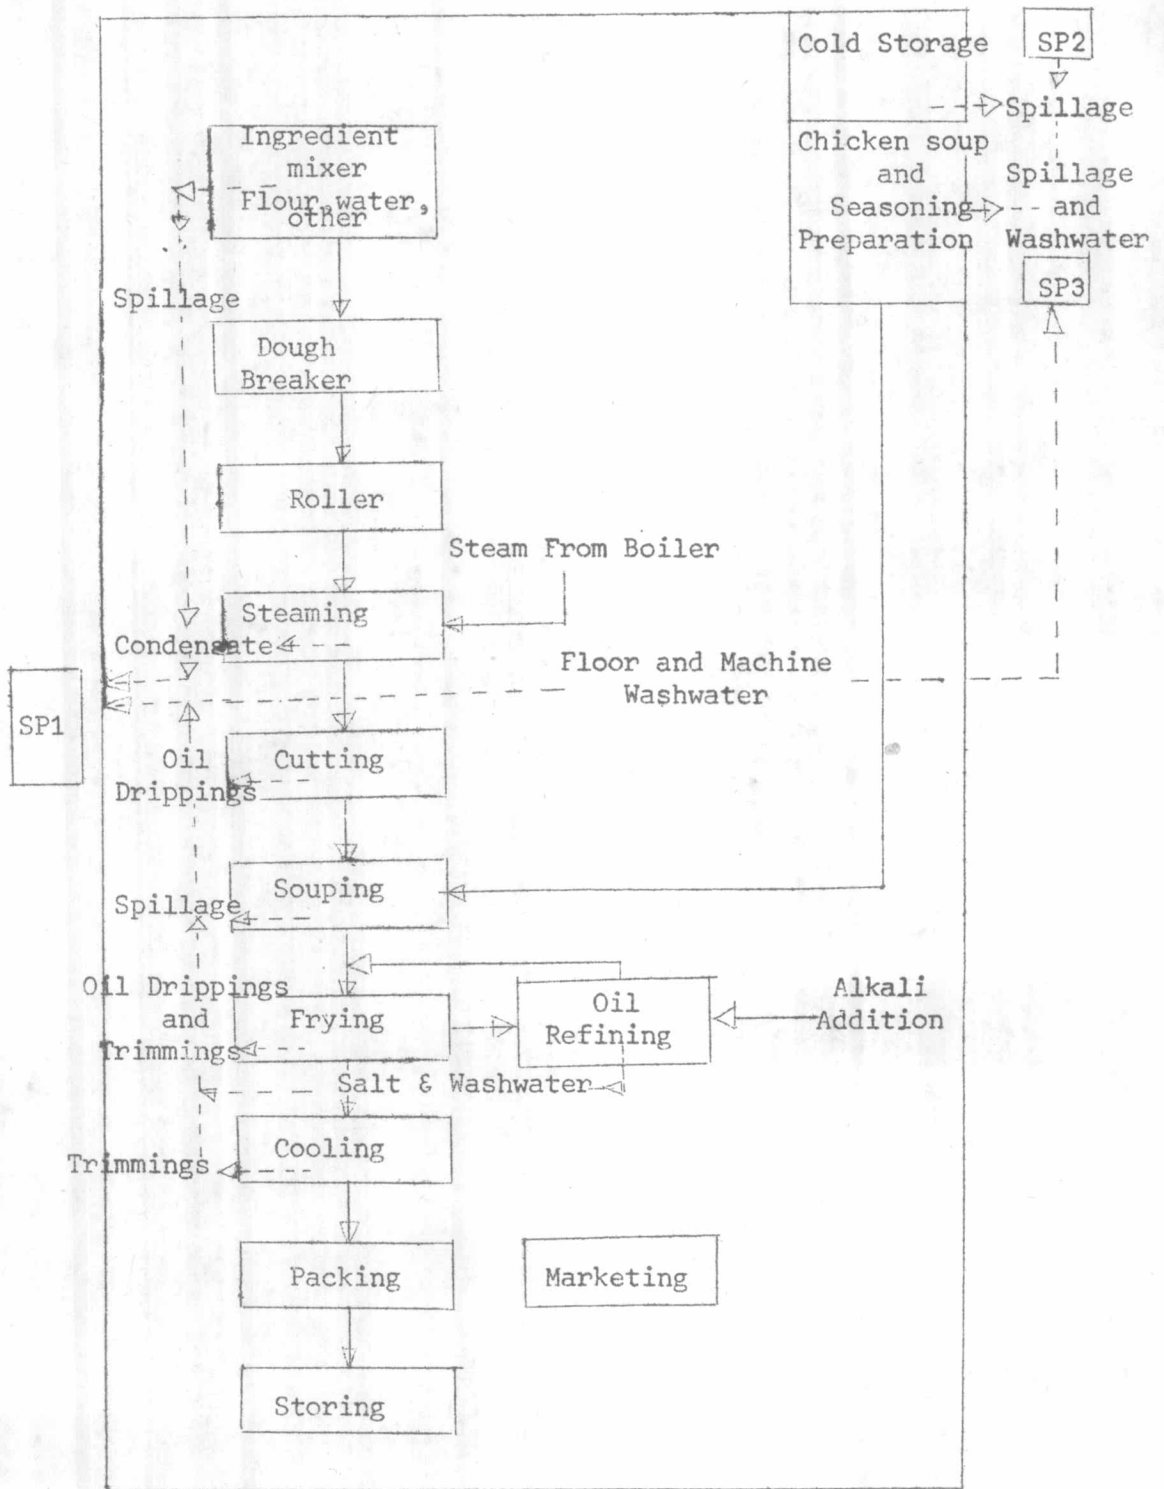 Cold Storage
SP2
Spillage
Ingredient
mixer
Flour, water,
other
Chicken soup
and
Seasoning
Preparation
Spillage
and
Washwater
SP3
Spillage
Dough
Breaker
Roller
Steam From Boiler
Steaming
Condensate
Floor and Machine
Washwater
SP1
Oil
Drippings
Cutting
Souping
Spillage
Oil Drippings
and
Trimmings
Frying
Oil
Refining
Alkali
Addition
Salt & Washwater
Cooling
Trimmings
Packing
Marketing
Storing